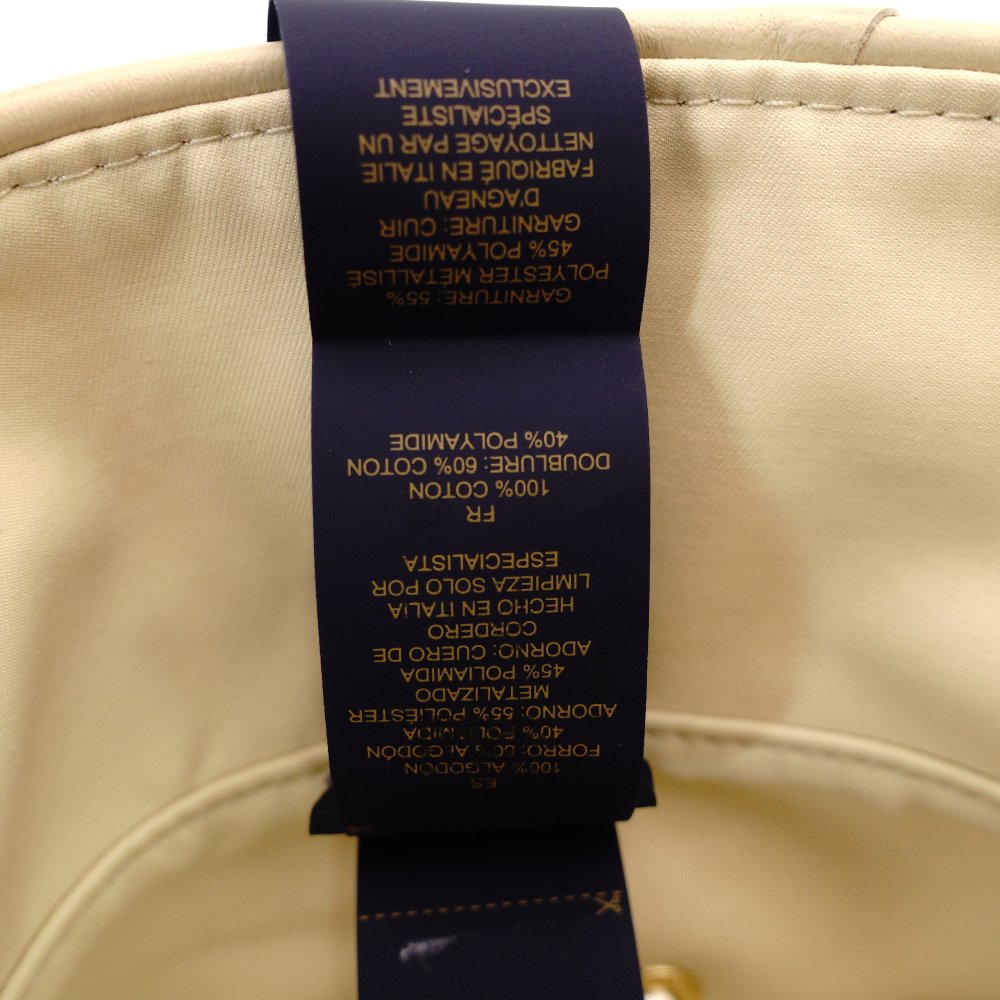 ES
100% ALGODÓN
FORRO: 60% ALGODÓN
40% POLIAMIDA
ADORNO: 55% POLIÉSTER
METALIZADO
45% POLIAMIDA
ADORNO: CUERO DE
CORDERO
HECHO EN ITALIA
LIMPIEZA SOLO POR
ESPECIALISTA
FR
100% COTON
DOUBLURE: 60% COTON
40% POLYAMIDE
GARNITURE: 55%
POLYESTER MÉTALLISÉ
45% POLYAMIDE
GARNITURE: CUIR
D'AGNEAU
FABRIQUÉ EN ITALIE
NETTOYAGE PAR UN
SPÉCIALISTE
EXCLUSIVEMENT